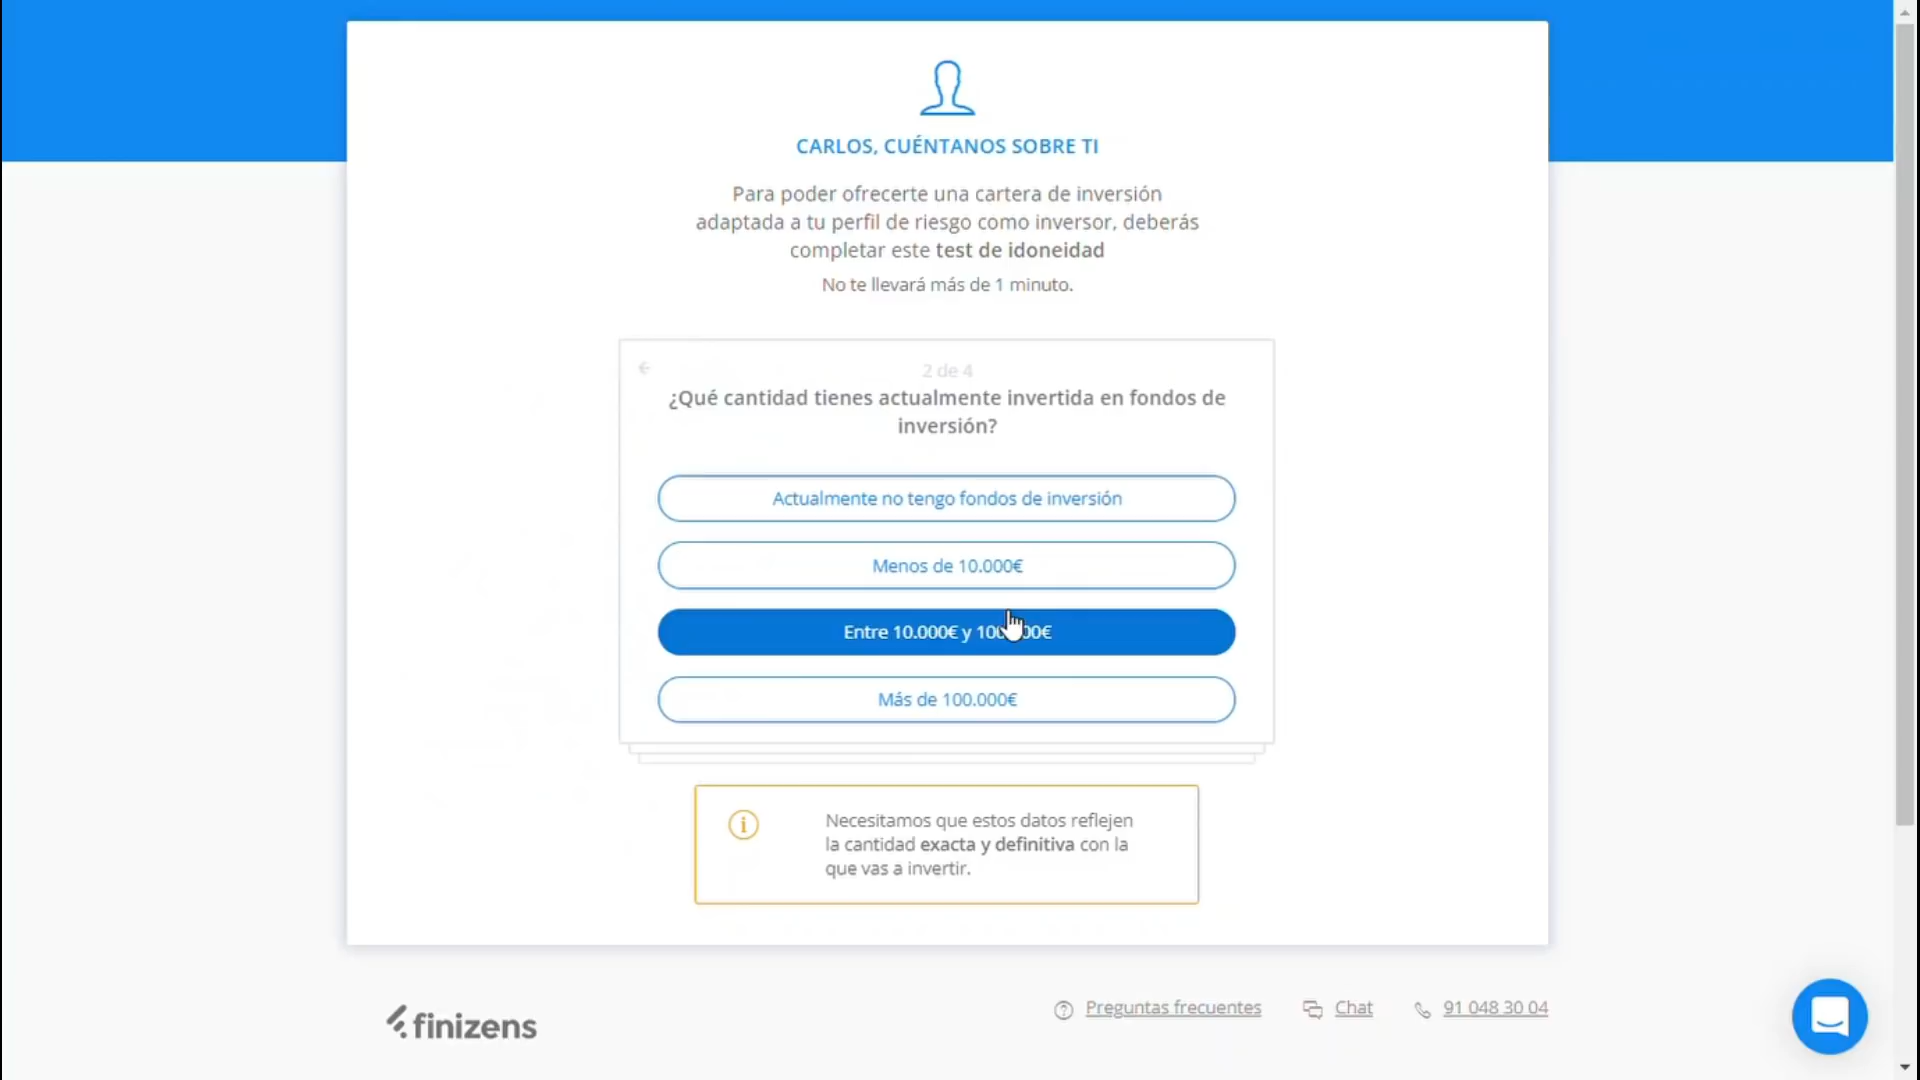 CARLOS, CUÉNTANOS SOBRE TI
Para poder ofrecerte una cartera de inversión
adaptada a tu perfil de riesgo como inversor, deberás
completar este test de idoneidad
No te llevará más de 1 minuto.
2 de 4
¿Qué cantidad tienes actualmente invertida en fondos de
inversión?
Actualmente no tengo fondos de inversión
Menos de 10.000€
Entre 10.000€ y
Más de 100.000€
Necesitamos que estos datos reflejen
la cantidad exacta y definitiva con la
que vas a invertir.
finizens
Preguntas frecuentes
Chat
91 048 30 04